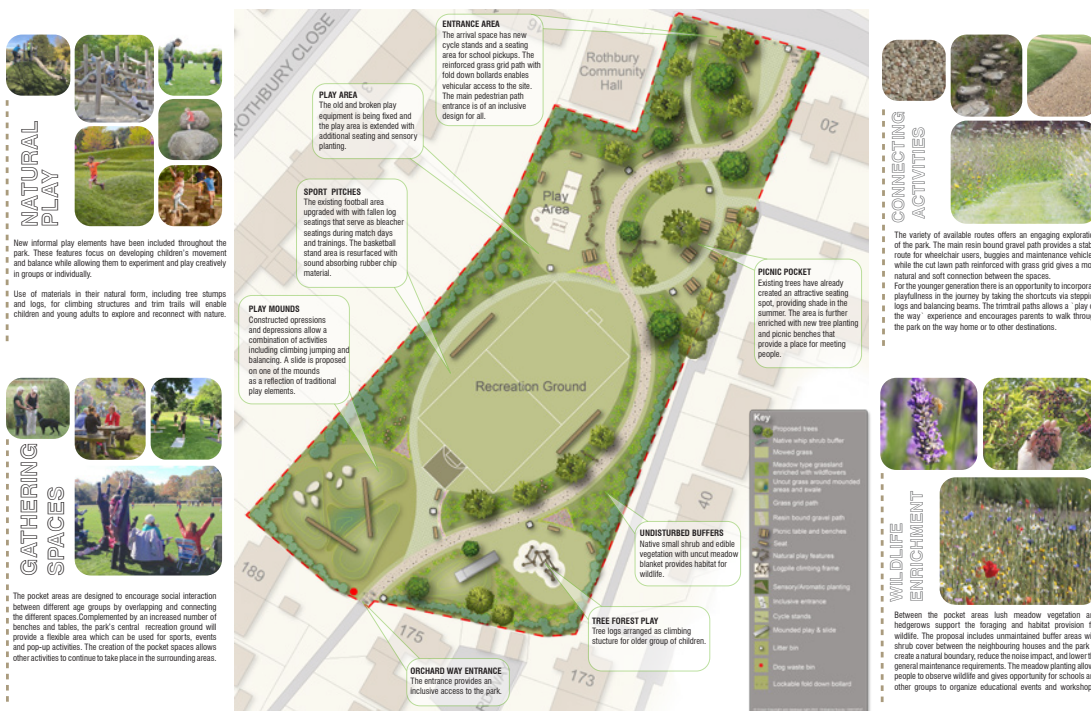 NATURAL
PLAY
New informal play elements have been included throughout the
park. These features focus on developing children's movement
and balance while allowing them to experiment and play creatively
in groups or individually.
Use of materials in their natural form, including tree stumps
and logs, for climbing structures and trim trails will enable
children and young adults to explore and reconnect with nature.
GATHERING
SPACES
The pocket areas are designed to encourage social interaction
between different age groups by overlapping and connecting
the different spaces.Complemented by an increased number of
benches and tables, the park's central recreation ground will
provide a flexible area which can be used for sports, events
and pop-up activities. The creation of the pocket spaces allows
other activities to continue to take place in the surrounding areas.
ROTHBURY CLOSE
ENTRANCE AREA
The arrival space has new
cycle stands and a seating
area for school pickups. The
reinforced grass grid path with
fold down bollards enables
vehicular access to the site.
The main pedestrian path
entrance is of an inclusive
design for all.
16
Rothbury
Community
Hall
20
3
PLAY AREA
The old and broken play
equipment is being fixed and
the play area is extended with
additional seating and sensory
planting.
SPORT PITCHES
The existing football area
upgraded with with fallen log
seatings that serve as bleacher
seatings during match days
and trainings. The basketball
stand area is resurfaced with
sound absorbing rubber chip
material.
Play
Area
PICNIC POCKET
Existing trees have already
created an attractive seating
spot, providing shade in the
summer. The area is further
enriched with new tree planting
and picnic benches that
provide a place for meeting
people.
PLAY MOUNDS
Constructed opressions
and depressions allow a
combination of activities
including climbing jumping and
balancing. A slide is proposed
on one of the mounds
as a reflection of traditional
play elements.
Recreation Ground
40
UNDISTURBED BUFFERS
Native small shrub and edible
vegetation with uncut meadow
blanket provides habitat for
wildlife.
189
175
173
TREE FOREST PLAY
Tree logs arranged as climbing
stucture for older group of children.
ORCHARD WAY ENTRANCE
The entrance provides an
inclusive access to the park.
Key
Proposed trees
Native whip shrub buffer
Mowed grass
Meadow type grassland
enriched with wildflowers
Uncut grass around mounded
areas and swale
Grass grid path
Resin bound gravel path
Picnic table and benches
Seat
Natural play features
Logpile climbing frame
Sensory/Aromatic planting
Inclusive entrance
Cycle stands
Mounded play & slide
Litter bin
Dog waste bin
Lockable fold down bollard
CONNECTING
ACTIVITIES
The variety of available routes offers an engaging exploratio
of the park. The main resin bound gravel path provides a stab
route for wheelchair users, buggies and maintenance vehicle
while the cut lawn path reinforced with grass grid gives a mo
natural and soft connection between the spaces.
For the younger generation there is an opportunity to incorpora
playfulness in the journey by taking the shortcuts via steppin
logs and balancing beams. The trimtrail paths allows a ` play o
the way` experience and encourages parents to walk throug
the park on the way home or to other destinations.
WILDLIFE
ENRICHMENT
Between the pocket areas lush meadow vegetation an
hedgerows support the foraging and habitat provision f
wildlife. The proposal includes unmaintained buffer areas wi
shrub cover between the neighbouring houses and the park
create a natural boundary, reduce the noise impact, and lower th
general maintenance requirements. The meadow planting allow
people to observe wildlife and gives opportunity for schools an
other groups to organize educational events and workshop